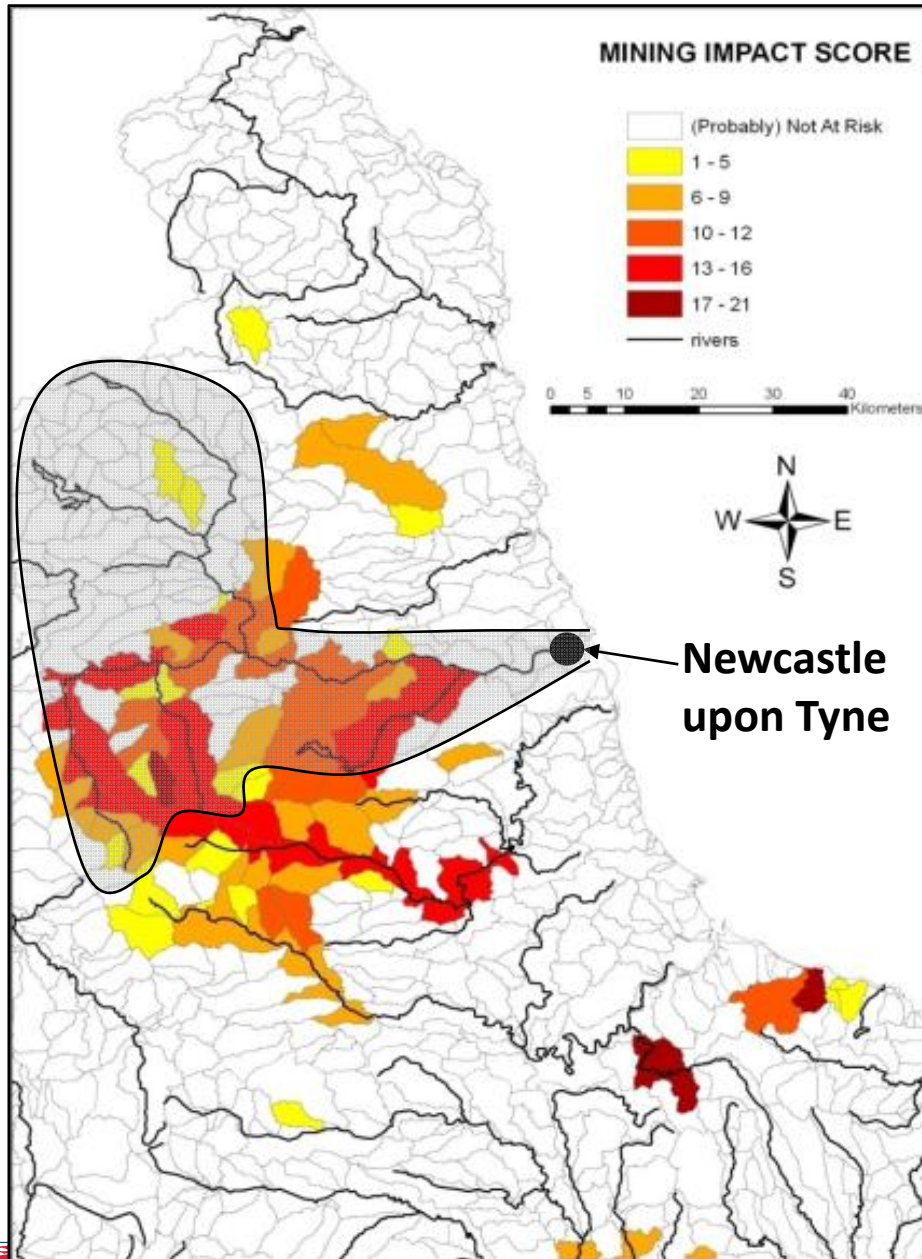 MINING IMPACT SCORE
(Probably) Not At Risk
1 - 5
6 - 9
10 - 12
13 - 16
17 - 21
rivers
0 5 10 20 30 40
Kilometers
N
W E
S
Newcastle
upon Tyne